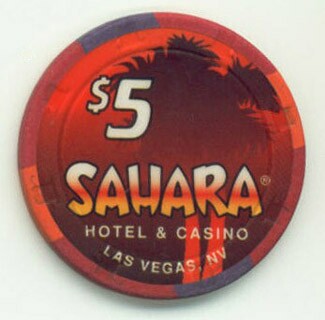 $5
SAHARA®
HOTEL & CASINO
LAS VEGAS, NV